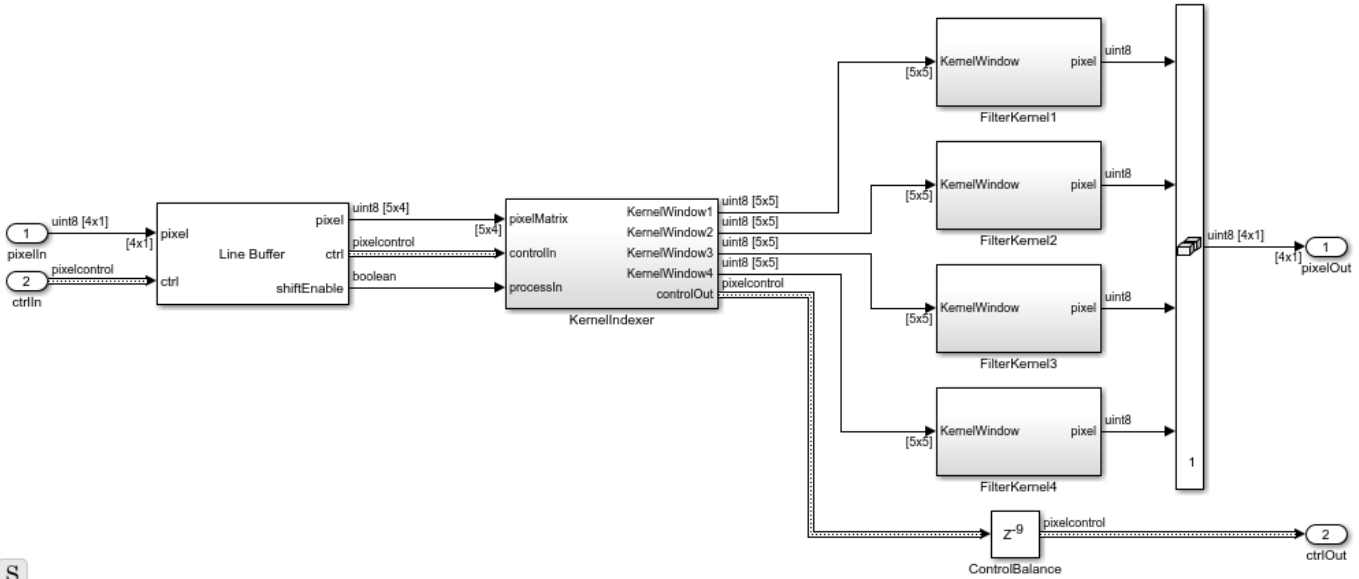 1
pixelIn
uint8 [4x1]
[4x1]
2
ctrlIn
pixelcontrol
pixel
ctrl
Line Buffer
pixel
ctrl
shiftEnable
uint8 [5x4]
[5x4]
pixelcontrol
boolean
pixelMatrix
controlIn
processIn
KernelWindow1
KernelWindow2
KernelWindow3
KernelWindow4
controlOut
KernelIndexer
uint8 [5x5]
uint8 [5x5]
uint8 [5x5]
uint8 [5x5]
pixelcontrol
[5x5]
KernelWindow pixel
uint8
FilterKernel1
[5x5]
KernelWindow pixel
uint8
FilterKernel2
[5x5]
KernelWindow pixel
uint8
FilterKernel3
[5x5]
KernelWindow pixel
uint8
FilterKernel4
1
uint8 [4x1]
[4x1]
1
pixelOut
Z-9
ControlBalance
pixelcontrol
2
ctrlOut
S